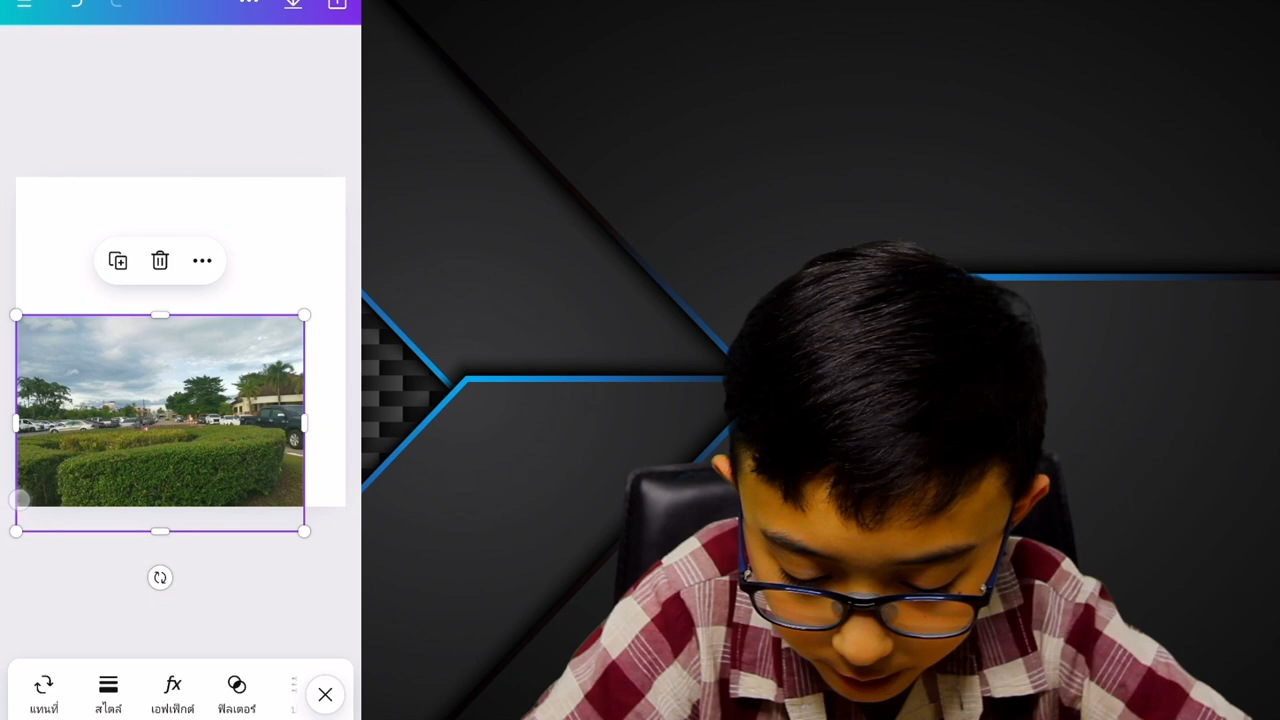 แทนที่
สไตล์
fx
เอฟเฟ็กต์
ฟิลเตอร์